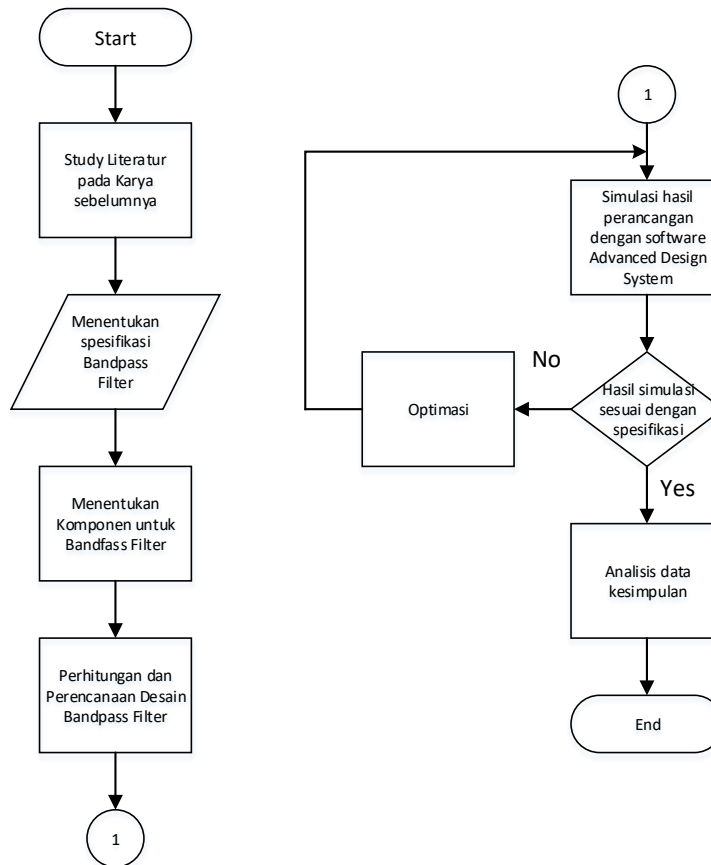 Start
Study Literatur
pada Karya
sebelumnya
Menentukan
spesifikasi
Bandpass
Filter
Menentukan
Komponen untuk
Bandfass Filter
Perhitungan dan
Perencanaan Desain
Bandpass Filter
1
1
Simulasi hasil
perancangan
dengan software
Advanced Design
System
Hasil simulasi
sesuai dengan
spesifikasi
No
Optimasi
Yes
Analisis data
kesimpulan
End